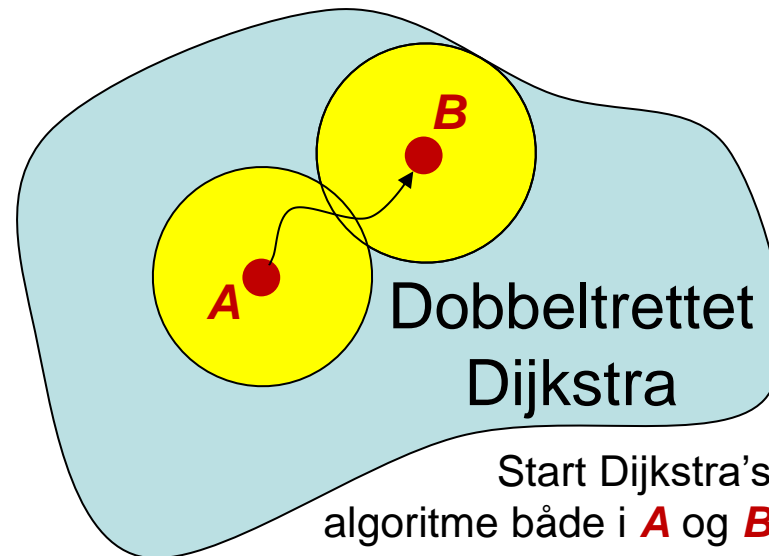 B
A
Dobbeltrettet
Dijkstra
Start Dijkstra's
algoritme både i A og B